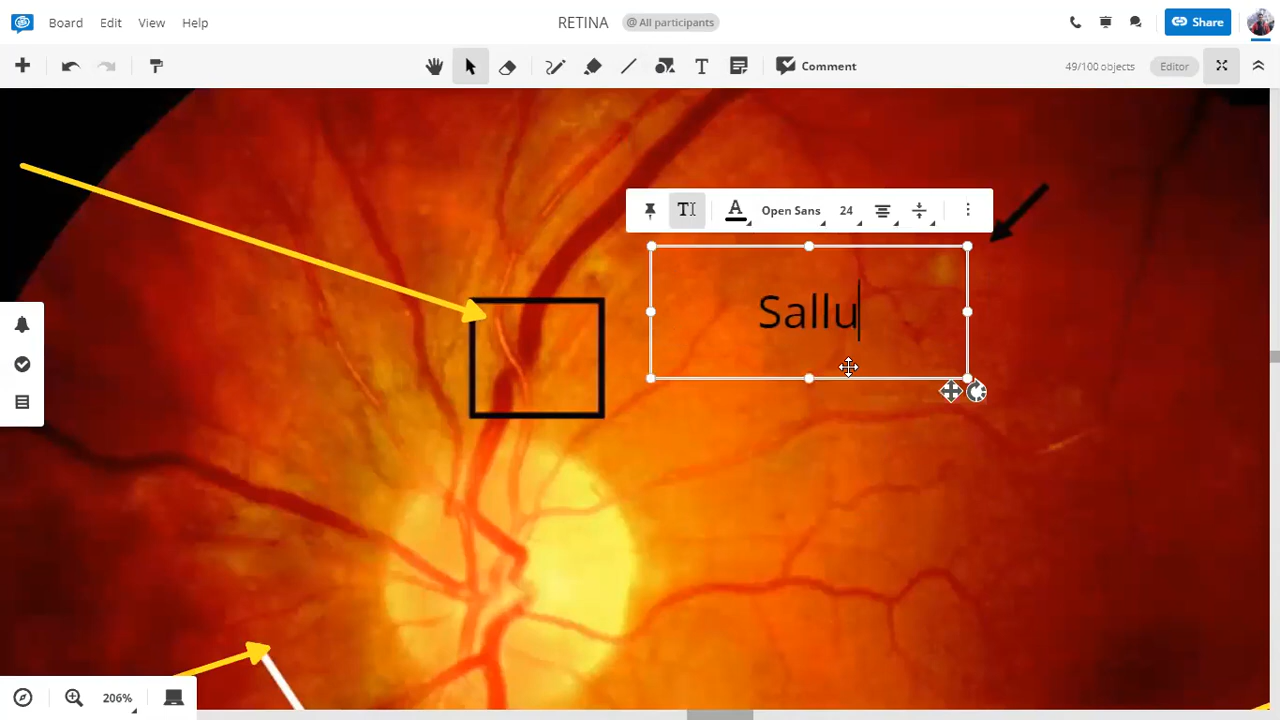 Board Edit View Help RETINA @ All participants Share
Comment 49/100 objects Editor
T A Open Sans 24
Sallu
206%